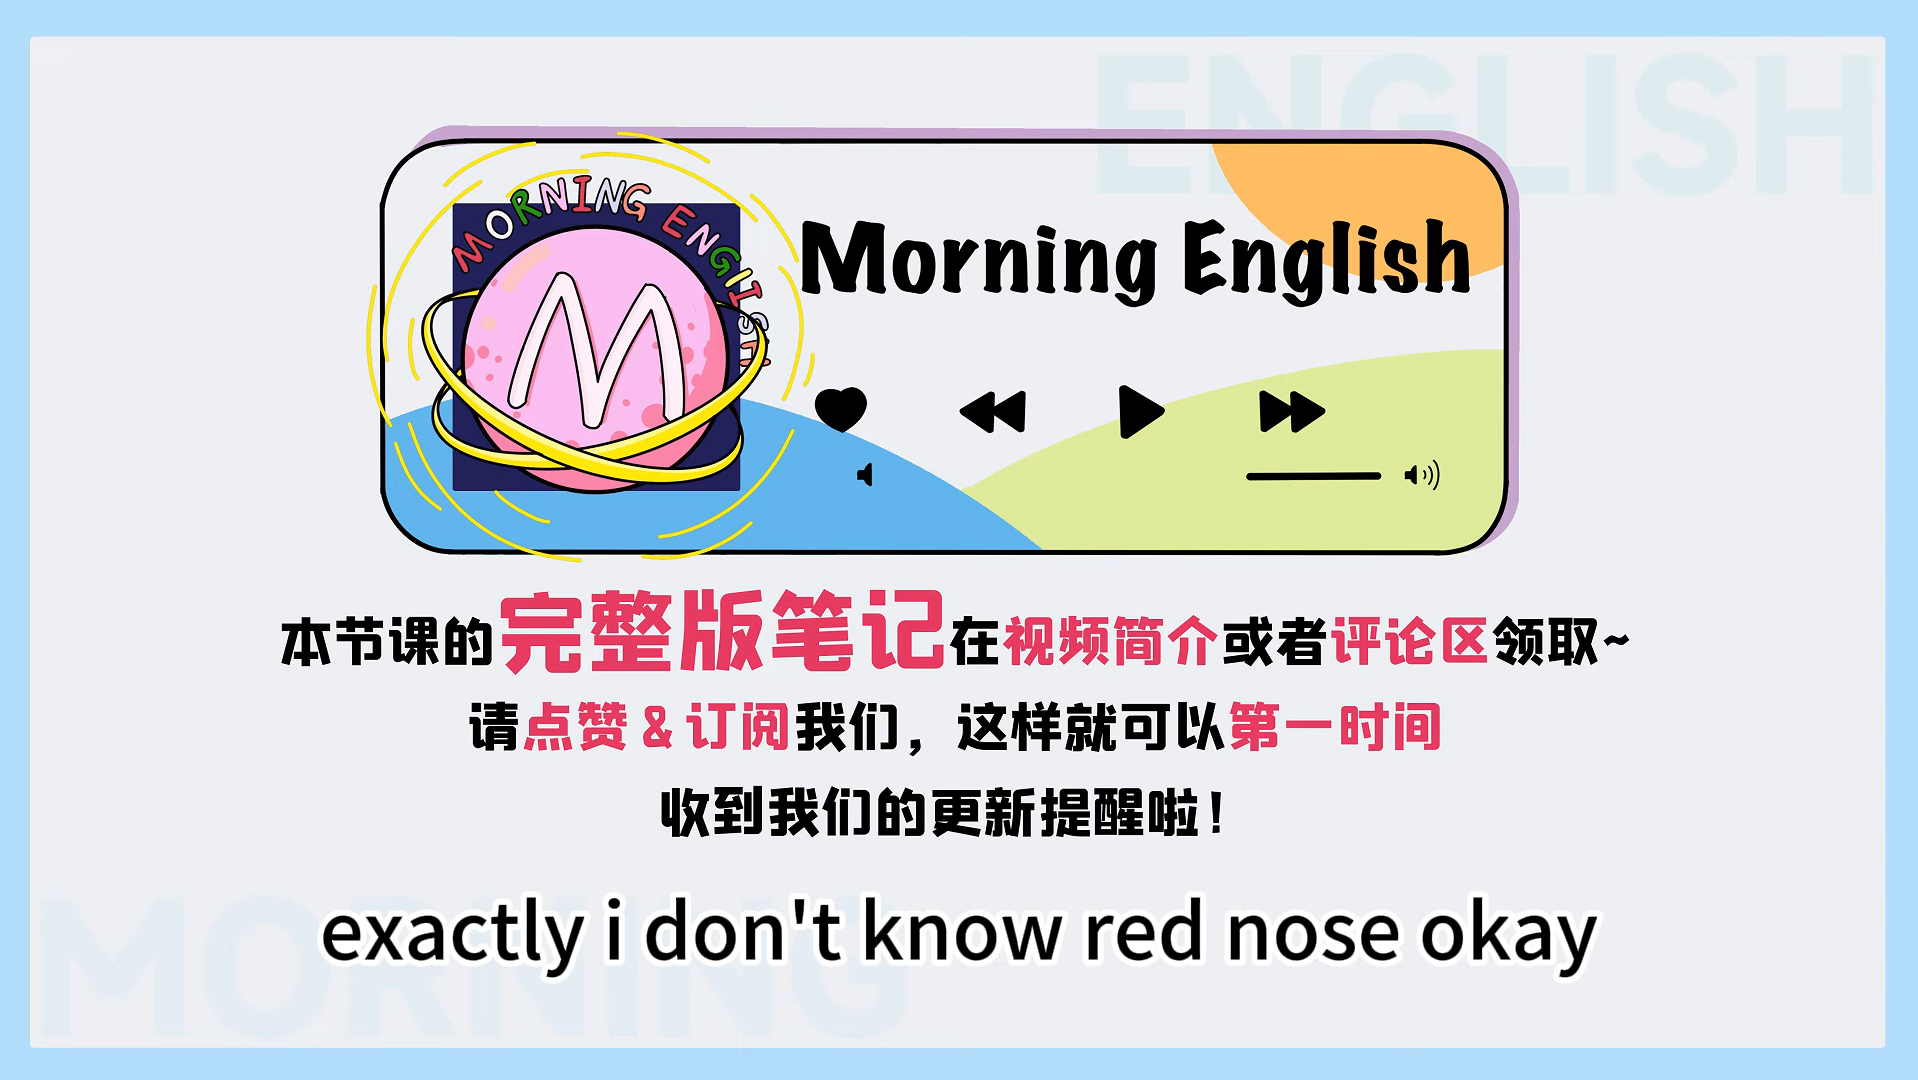 ENGLISH
MORNING ENGLISH
M
Morning English
本节课的完整版笔记在视频简介或者评论区领取~
请点赞&订阅我们，这样就可以第一时间
收到我们的更新提醒啦！
exactly i don't know red nose okay
MORNING